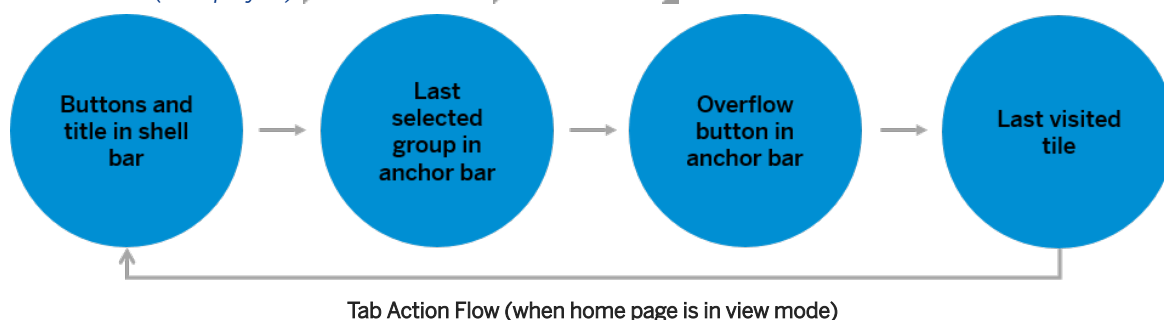 Buttons and
title in shell
bar
Last
selected
group in
anchor bar
Overflow
button in
anchor bar
Last visited
tile
Tab Action Flow (when home page is in view mode)